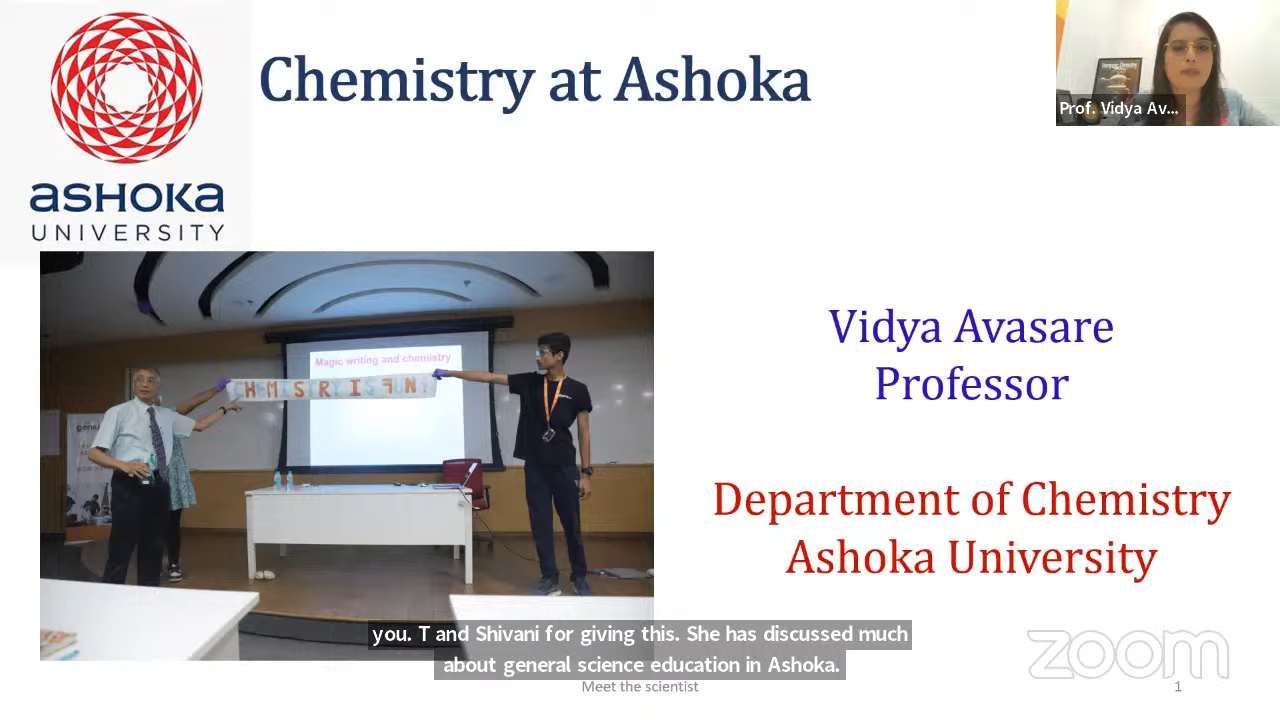 ASHOKA
UNIVERSITY
Chemistry at Ashoka
Prof. Vidya Av...
Magic writing and chemistry
Vidya Avasare
Professor
Department of Chemistry
Ashoka University
you. T and Shivani for giving this. She has discussed much
about general science education in Ashoka.
Meet the scientist
1
zoom